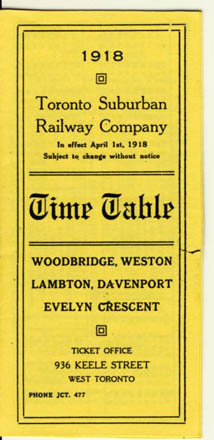 1918
Toronto Suburban
Railway Company
In effect April 1st, 1918
Subject to change without notice
Time Table
WOODBRIDGE, WESTON
LAMBTON, DAVENPORT
EVELYN CRESCENT
TICKET OFFICE
936 KEELE STREET
WEST TORONTO
PHONE JCT. 477